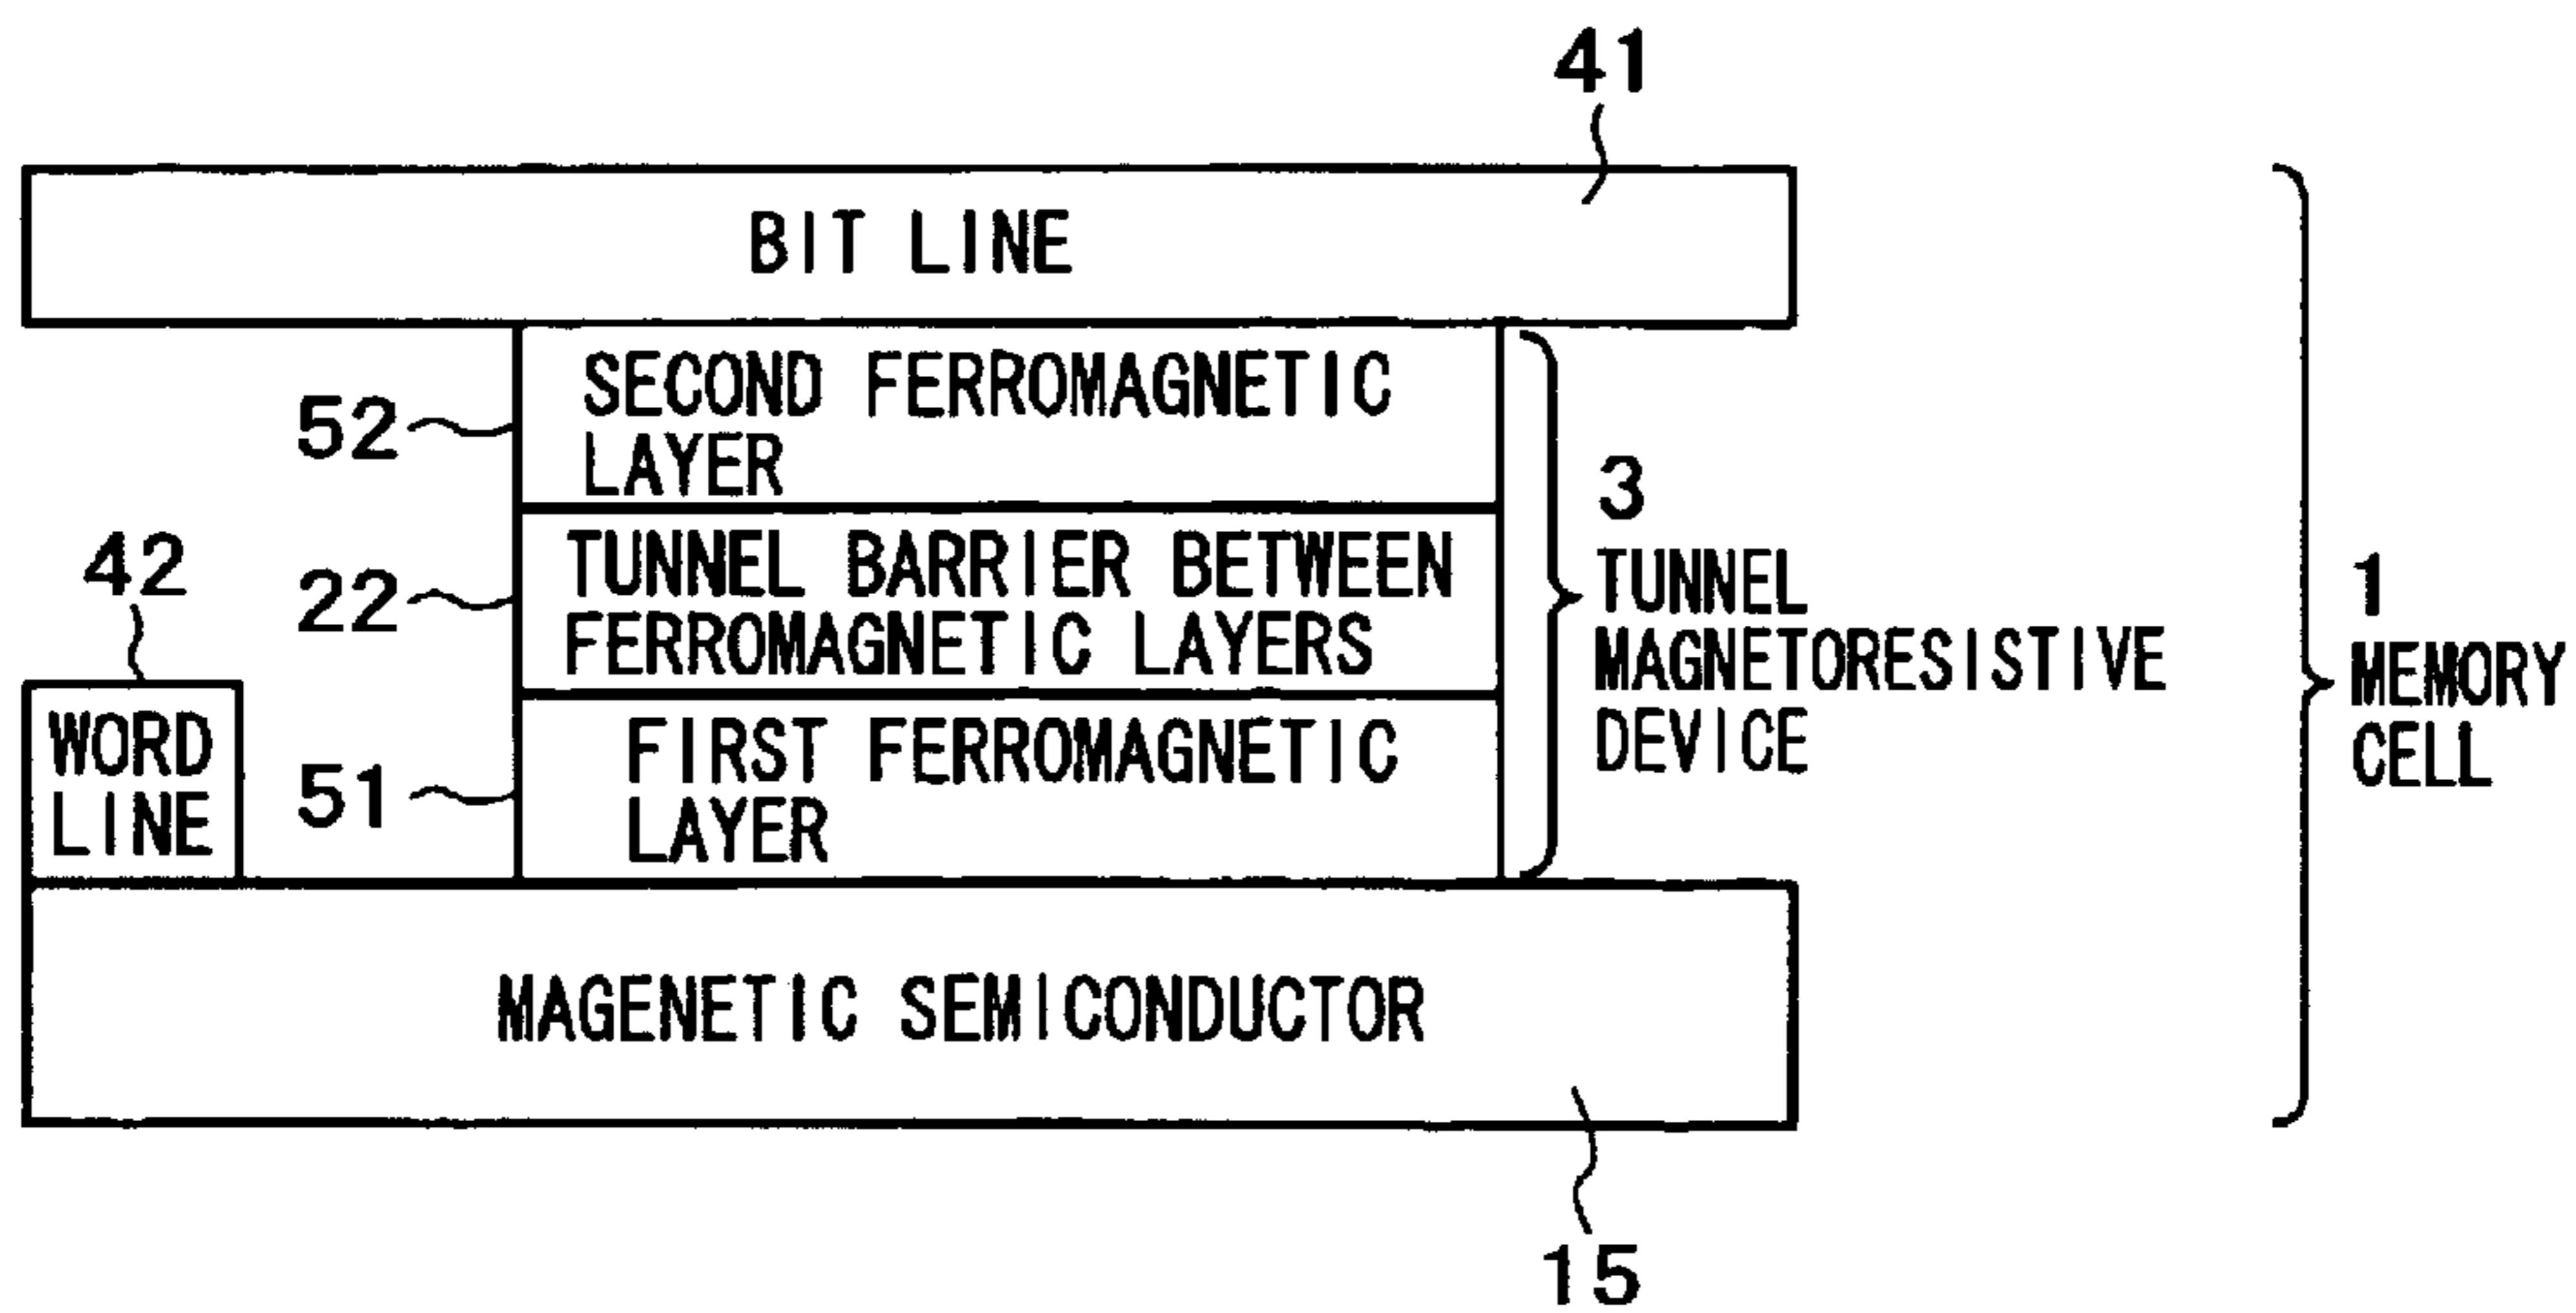 41
BIT LINE
52
SECOND FERROMAGNETIC
LAYER
3
TUNNEL
MAGNETORESISTIVE
DEVICE
1
MEMORY
CELL
42
22
TUNNEL BARRIER BETWEEN
FERROMAGNETIC LAYERS
WORD
LINE
51
FIRST FERROMAGNETIC
LAYER
MAGENETIC SEMICONDUCTOR
15